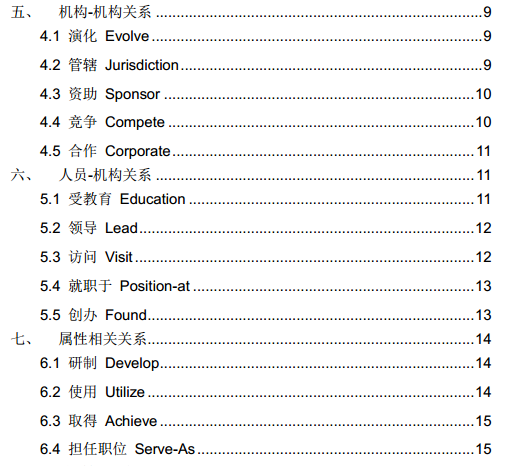 五、 机构-机构关系 ........................................ 9
4.1 演化 Evolve ........................................ 9
4.2 管辖 Jurisdiction ........................................ 9
4.3 资助 Sponsor ........................................ 10
4.4 竞争 Compete ........................................ 10
4.5 合作 Corporate ........................................ 11
六、 人员-机构关系 ........................................ 11
5.1 受教育 Education ........................................ 11
5.2 领导 Lead ........................................ 12
5.3 访问 Visit ........................................ 12
5.4 就职于 Position-at ........................................ 13
5.5 创办 Found ........................................ 13
七、 属性相关关系 ........................................ 14
6.1 研制 Develop ........................................ 14
6.2 使用 Utilize ........................................ 14
6.3 取得 Achieve ........................................ 15
6.4 担任职位 Serve-As ........................................ 15